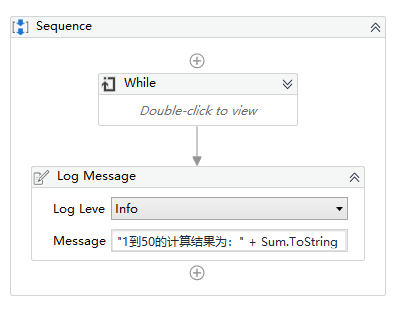 Sequence
While
Double-click to view
Log Message
Log Leve
Info
Message
"1到50的计算结果为：" + Sum.ToString